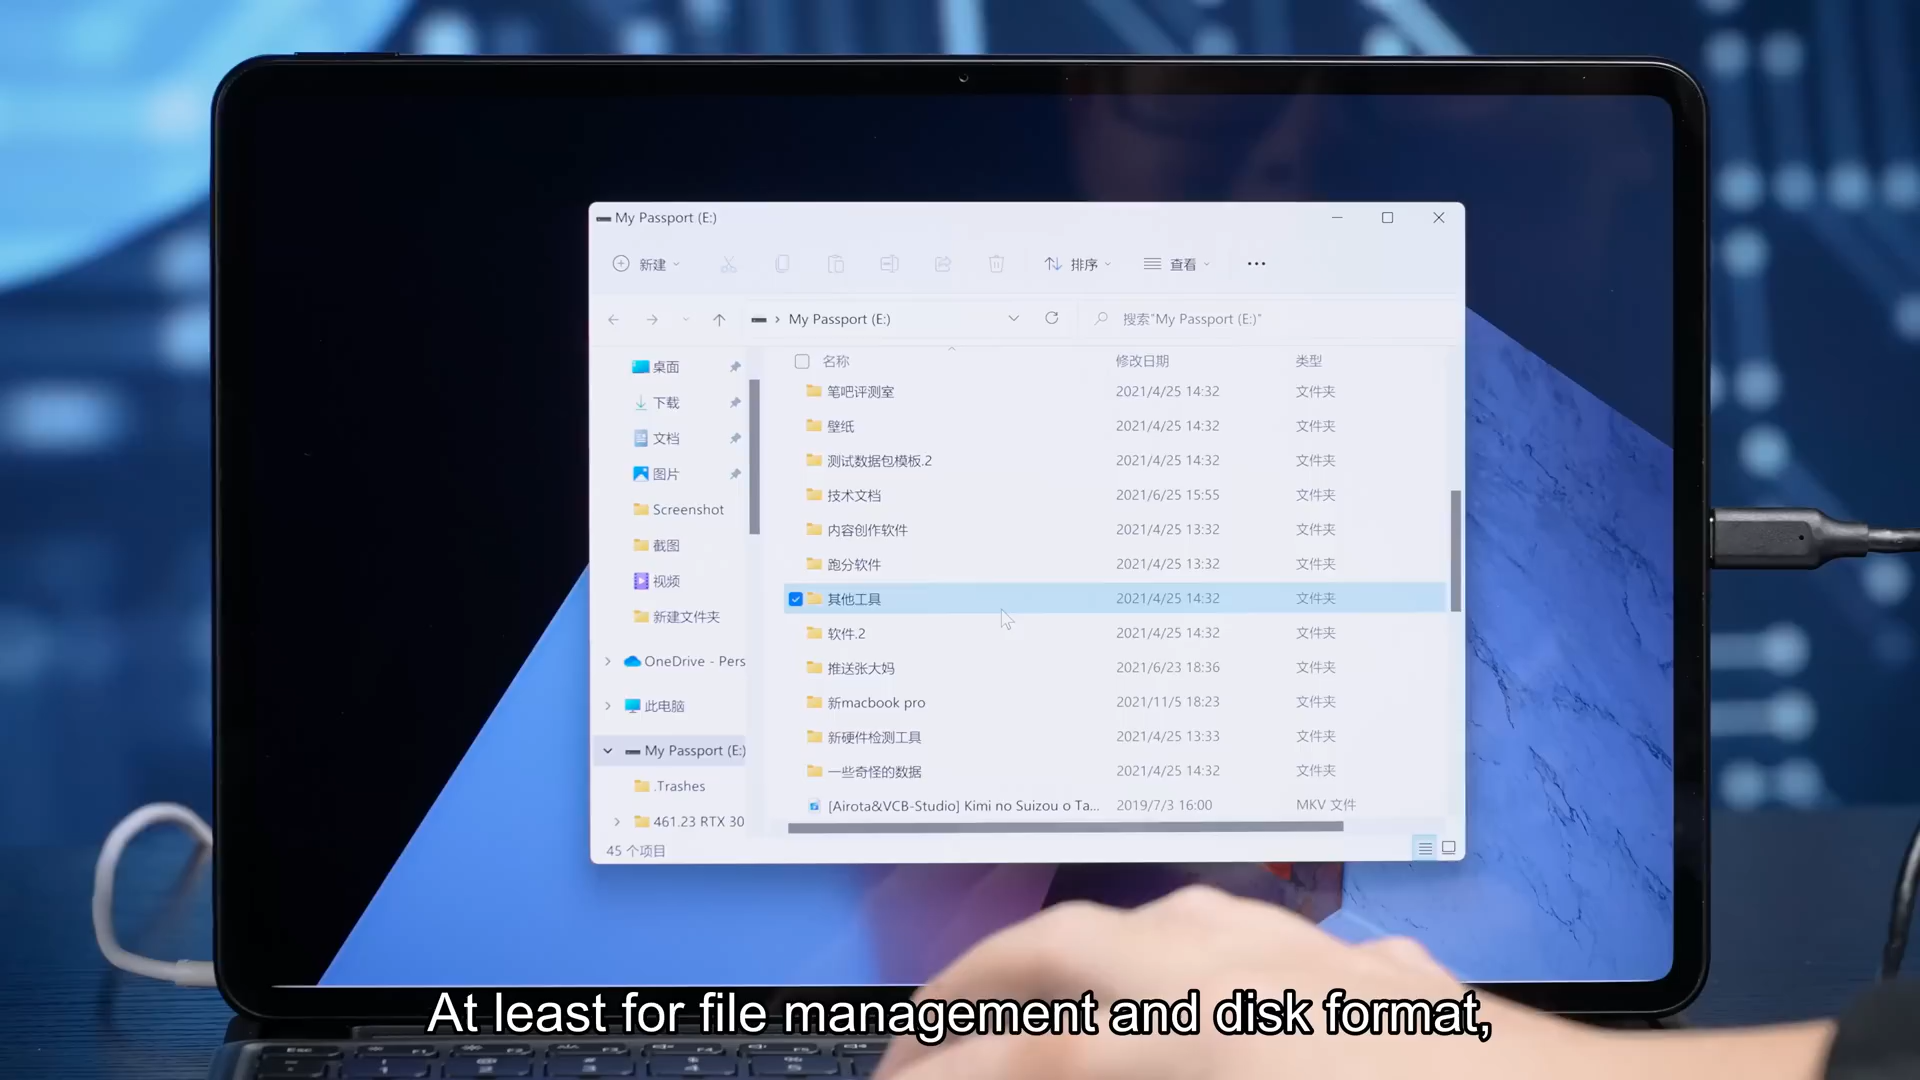 My Passport (E:)
新建
排序
查看
My Passport (E:)
搜索"My Passport (E:)"
桌面
下载
文档
图片
Screenshot
截图
视频
新建文件夹
OneDrive - Pers
此电脑
My Passport (E:)
.Trashes
461.23 RTX 30
名称 修改日期 类型
笔吧评测室 2021/4/25 14:32 文件夹
壁纸 2021/4/25 14:32 文件夹
测试数据包模板.2 2021/4/25 14:32 文件夹
技术文档 2021/6/25 15:55 文件夹
内容创作软件 2021/4/25 13:32 文件夹
跑分软件 2021/4/25 13:32 文件夹
其他工具 2021/4/25 14:32 文件夹
软件.2 2021/4/25 14:32 文件夹
推送张大妈 2021/6/23 18:36 文件夹
新macbook pro 2021/11/5 18:23 文件夹
新硬件检测工具 2021/4/25 13:33 文件夹
一些奇怪的数据 2021/4/25 14:32 文件夹
[Airota&VCB-Studio] Kimi no Suizou o Ta... 2019/7/3 16:00 MKV 文件
45 个项目
At least for file management and disk format,
Esc F1 F2 F3 F4 F5
1 2 3 4 5